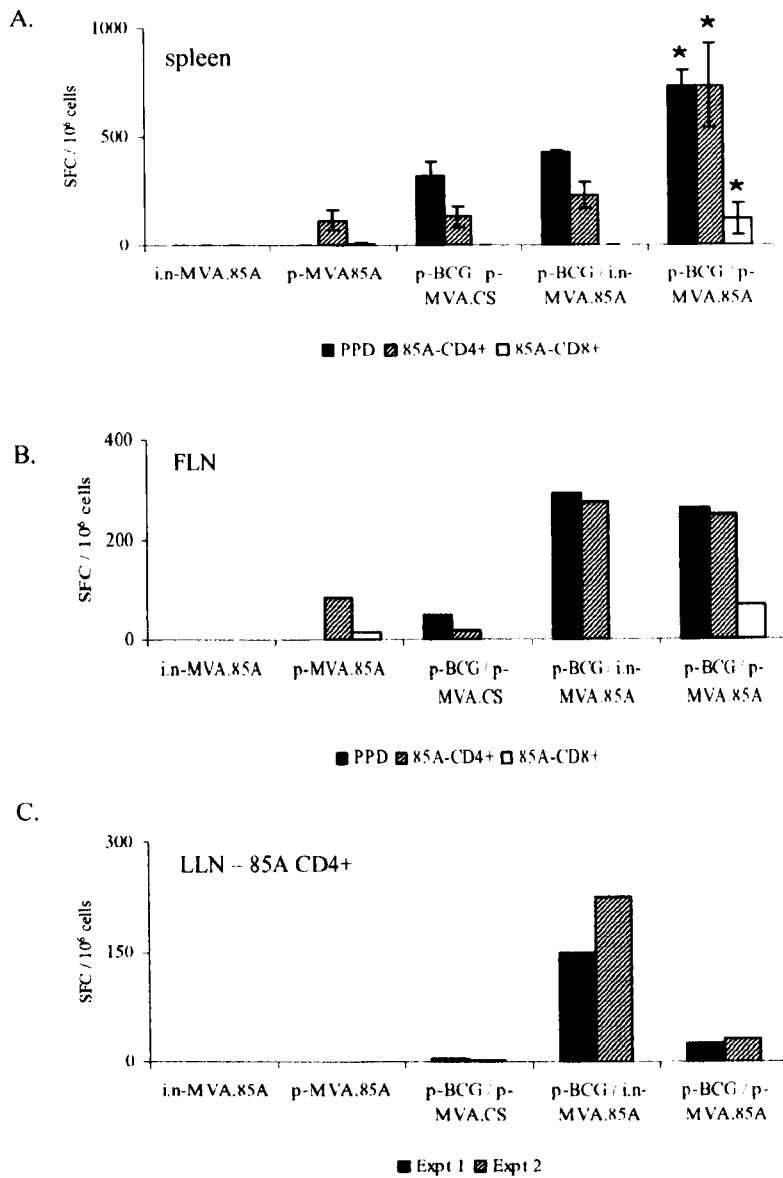 A.
spleen
SFC / 10⁶ cells
1000
500
0
★ ★ ★
i.n-MVA.85A p-MVA85A p-BCG / p- p-BCG / i.n- p-BCG / p-
MVA.CS MVA.85A MVA.85A
PPD 85A-CD4+ 85A-CD8+
B.
FLN
SFC / 10⁶ cells
400
200
0
i.n-MVA.85A p-MVA.85A p-BCG / p- p-BCG / i.n- p-BCG / p-
MVA.CS MVA.85A MVA.85A
PPD 85A-CD4+ 85A-CD8+
C.
LLN – 85A CD4+
SFC / 10⁶ cells
300
150
0
i.n-MVA.85A p-MVA.85A p-BCG / p- p-BCG / i.n- p-BCG / p-
MVA.CS MVA.85A MVA.85A
Expt 1 Expt 2